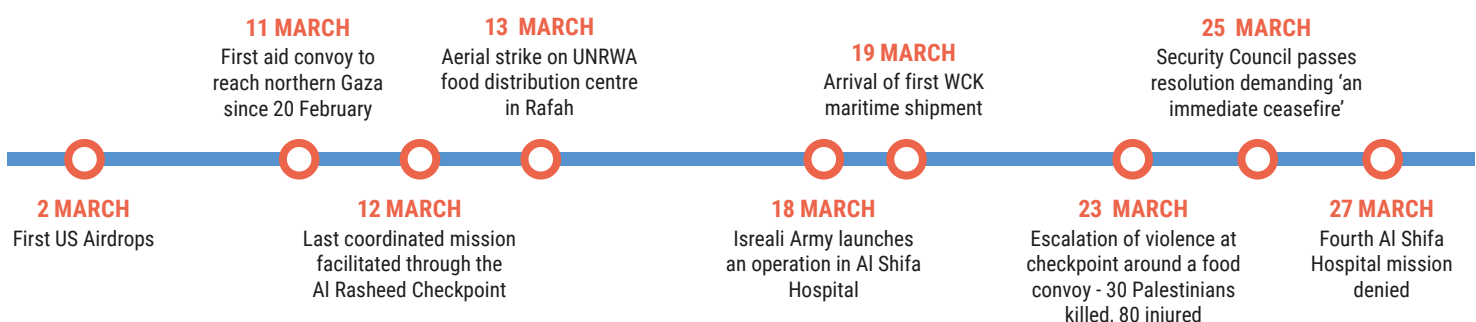 2 MARCH
First US Airdrops
11 MARCH
First aid convoy to
reach northern Gaza
since 20 February
12 MARCH
Last coordinated mission
facilitated through the
Al Rasheed Checkpoint
13 MARCH
Aerial strike on UNRWA
food distribution centre
in Rafah
18 MARCH
Isreali Army launches
an operation in Al Shifa
Hospital
19 MARCH
Arrival of first WCK
maritime shipment
23 MARCH
Escalation of violence at
checkpoint around a food
convoy - 30 Palestinians
killed, 80 injured
25 MARCH
Security Council passes
resolution demanding ‘an
immediate ceasefire’
27 MARCH
Fourth Al Shifa
Hospital mission
denied